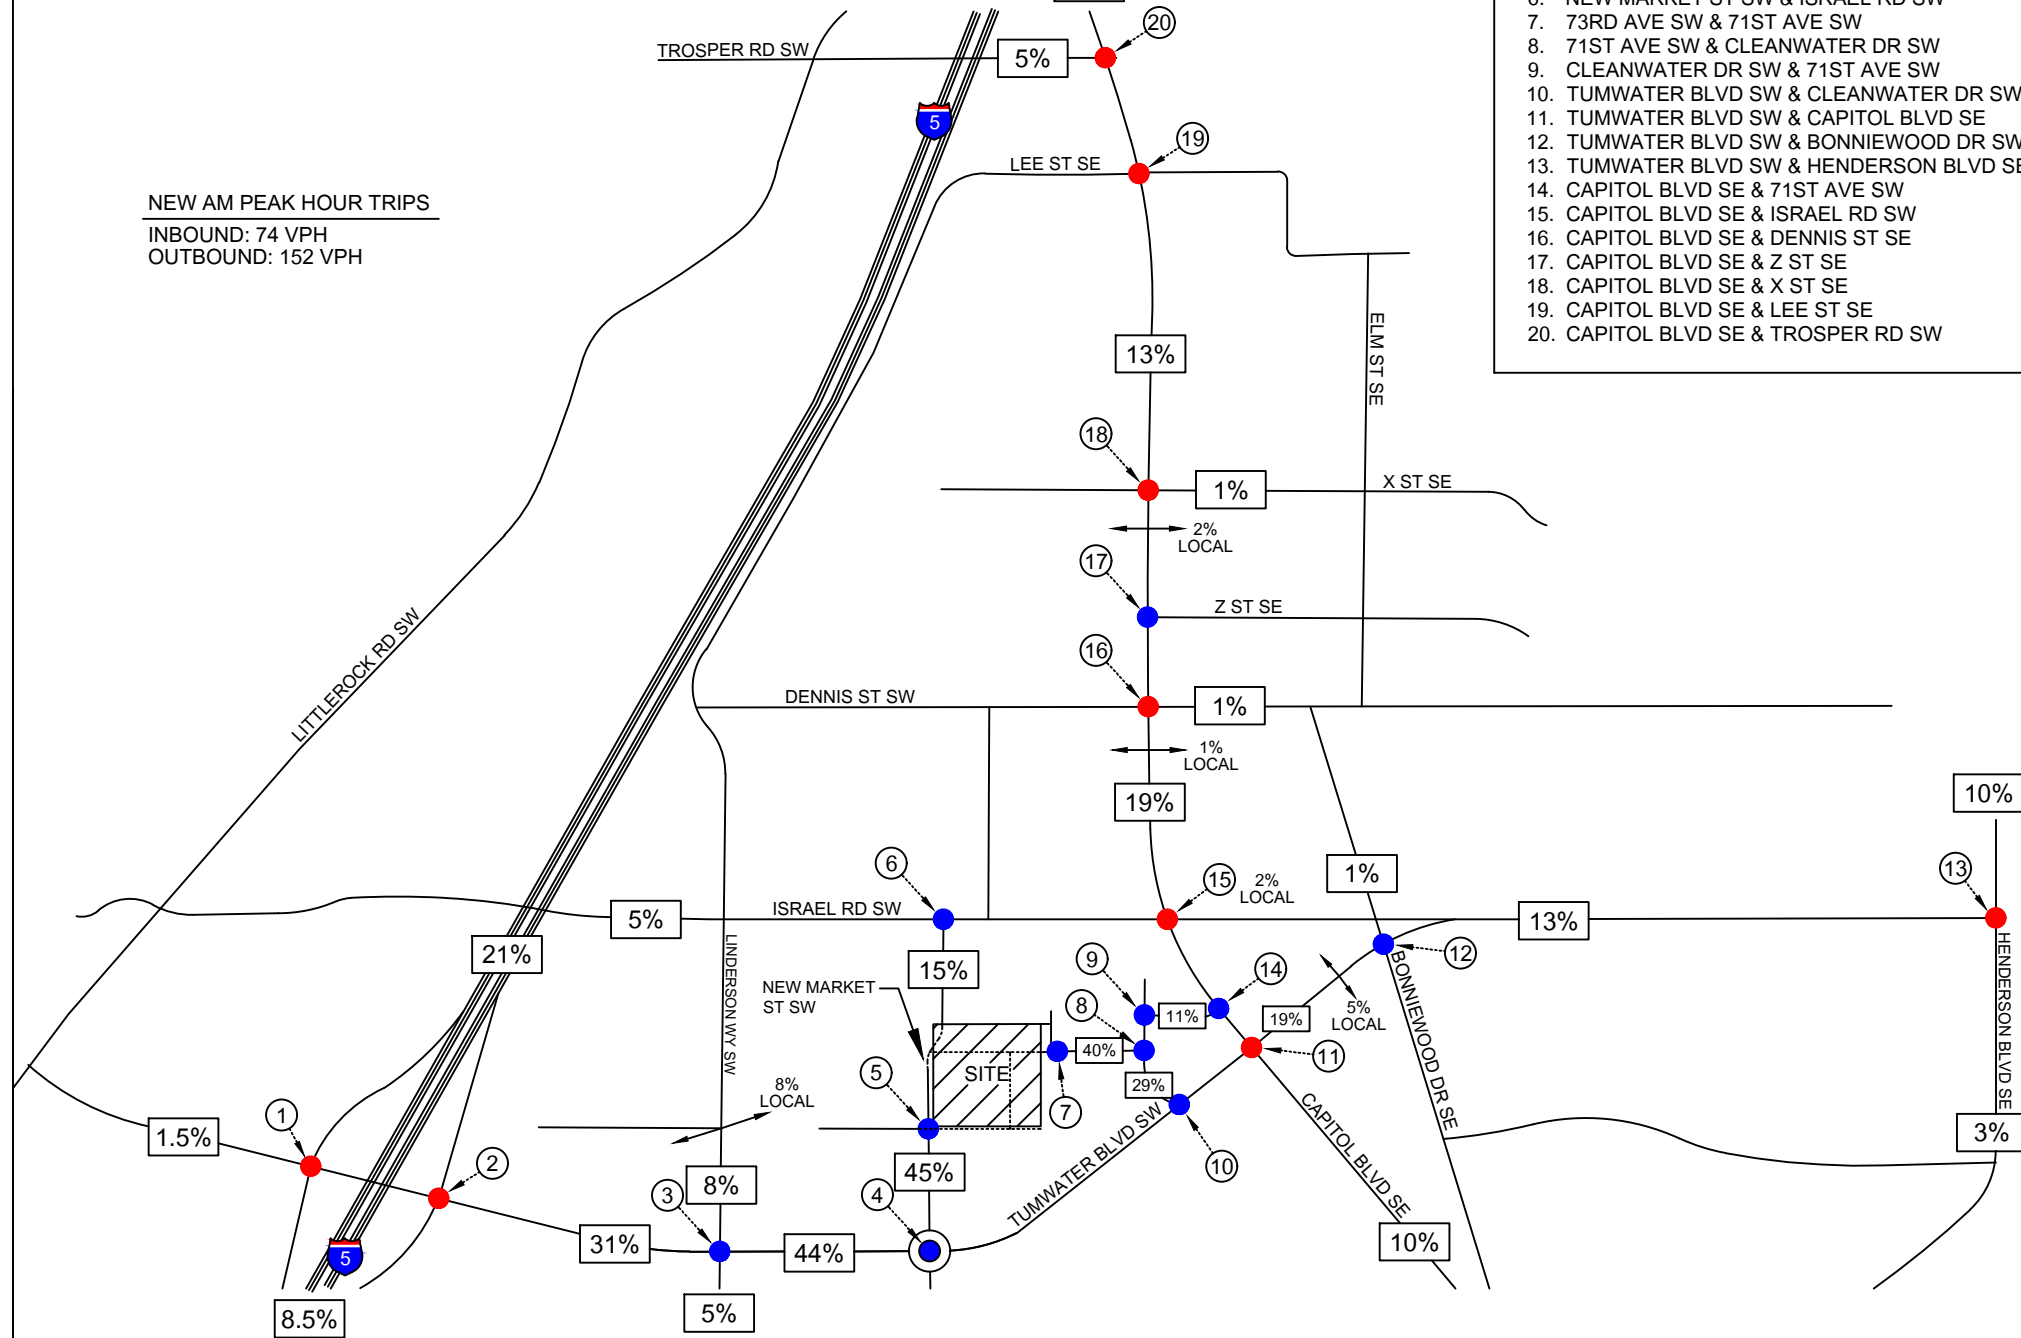 6. NEW MARKET ST SW & ISRAEL RD SW
7. 73RD AVE SW & 71ST AVE SW
8. 71ST AVE SW & CLEANWATER DR SW
9. CLEANWATER DR SW & 71ST AVE SW
10. TUMWATER BLVD SW & CLEANWATER DR SW
11. TUMWATER BLVD SW & CAPITOL BLVD SE
12. TUMWATER BLVD SW & BONNIEWOOD DR SW
13. TUMWATER BLVD SW & HENDERSON BLVD SE
14. CAPITOL BLVD SE & 71ST AVE SW
15. CAPITOL BLVD SE & ISRAEL RD SW
16. CAPITOL BLVD SE & DENNIS ST SE
17. CAPITOL BLVD SE & Z ST SE
18. CAPITOL BLVD SE & X ST SE
19. CAPITOL BLVD SE & LEE ST SE
20. CAPITOL BLVD SE & TROSPER RD SW
NEW AM PEAK HOUR TRIPS
INBOUND: 74 VPH
OUTBOUND: 152 VPH
20
TROSPER RD SW
5%
5
19
LEE ST SE
ELM ST SE
13%
18
1%
X ST SE
2%
LOCAL
17
Z ST SE
16
DENNIS ST SW
1%
1%
LOCAL
LITTLEROCK RD SW
19%
10%
6
15
2%
LOCAL
1%
13
5%
ISRAEL RD SW
13%
21%
LINDERSON WY SW
15%
9
14
12
BONNIEWOOD DR SE
HENDERSON BLVD SE
NEW MARKET
ST SW
8
11%
19%
5%
LOCAL
40%
11
SITE
5
7
29%
8%
LOCAL
1
1.5%
CAPITOL BLVD SE
3%
2
8%
45%
TUMWATER BLVD SW
10
3
4
31%
44%
10%
5
8.5%
5%